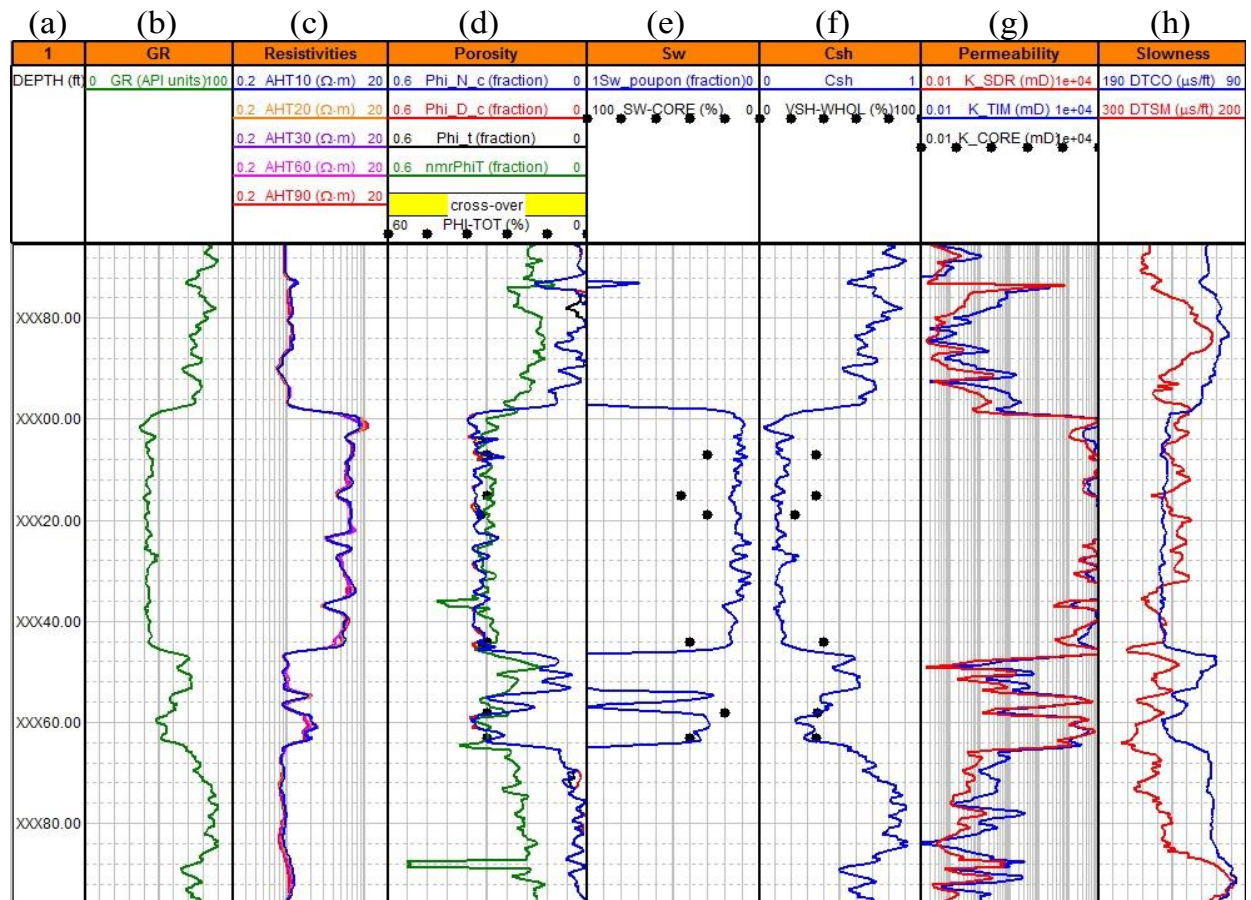 (a) (b) (c) (d) (e) (f) (g) (h)
1 GR Resistivities Porosity Sw Csh Permeability Slowness
DEPTH (ft) 0 GR (API units) 100 0.2 AHT10 (Ω·m) 20 0.6 Phi_N_c (fraction) 0 1 Sw_poupon (fraction) 0 0 Csh 1 0.01 K_SDR (mD) 1e+04 190 DTCO (µs/ft) 90
0.2 AHT20 (Ω·m) 20 0.6 Phi_D_c (fraction) 0 100 SW-CORE (%) 0 0 VSH-WHOL (%) 100 0.01 K_TIM (mD) 1e+04 300 DTSM (µs/ft) 200
0.2 AHT30 (Ω·m) 20 0.6 Phi_t (fraction) 0 0.01 K_CORE (mD) 1e+04
0.2 AHT60 (Ω·m) 20 0.6 nmrPhiT (fraction) 0
0.2 AHT90 (Ω·m) 20 cross-over
60 PHI-TOT (%) 0
XXX80.00
XXX00.00
XXX20.00
XXX40.00
XXX60.00
XXX80.00